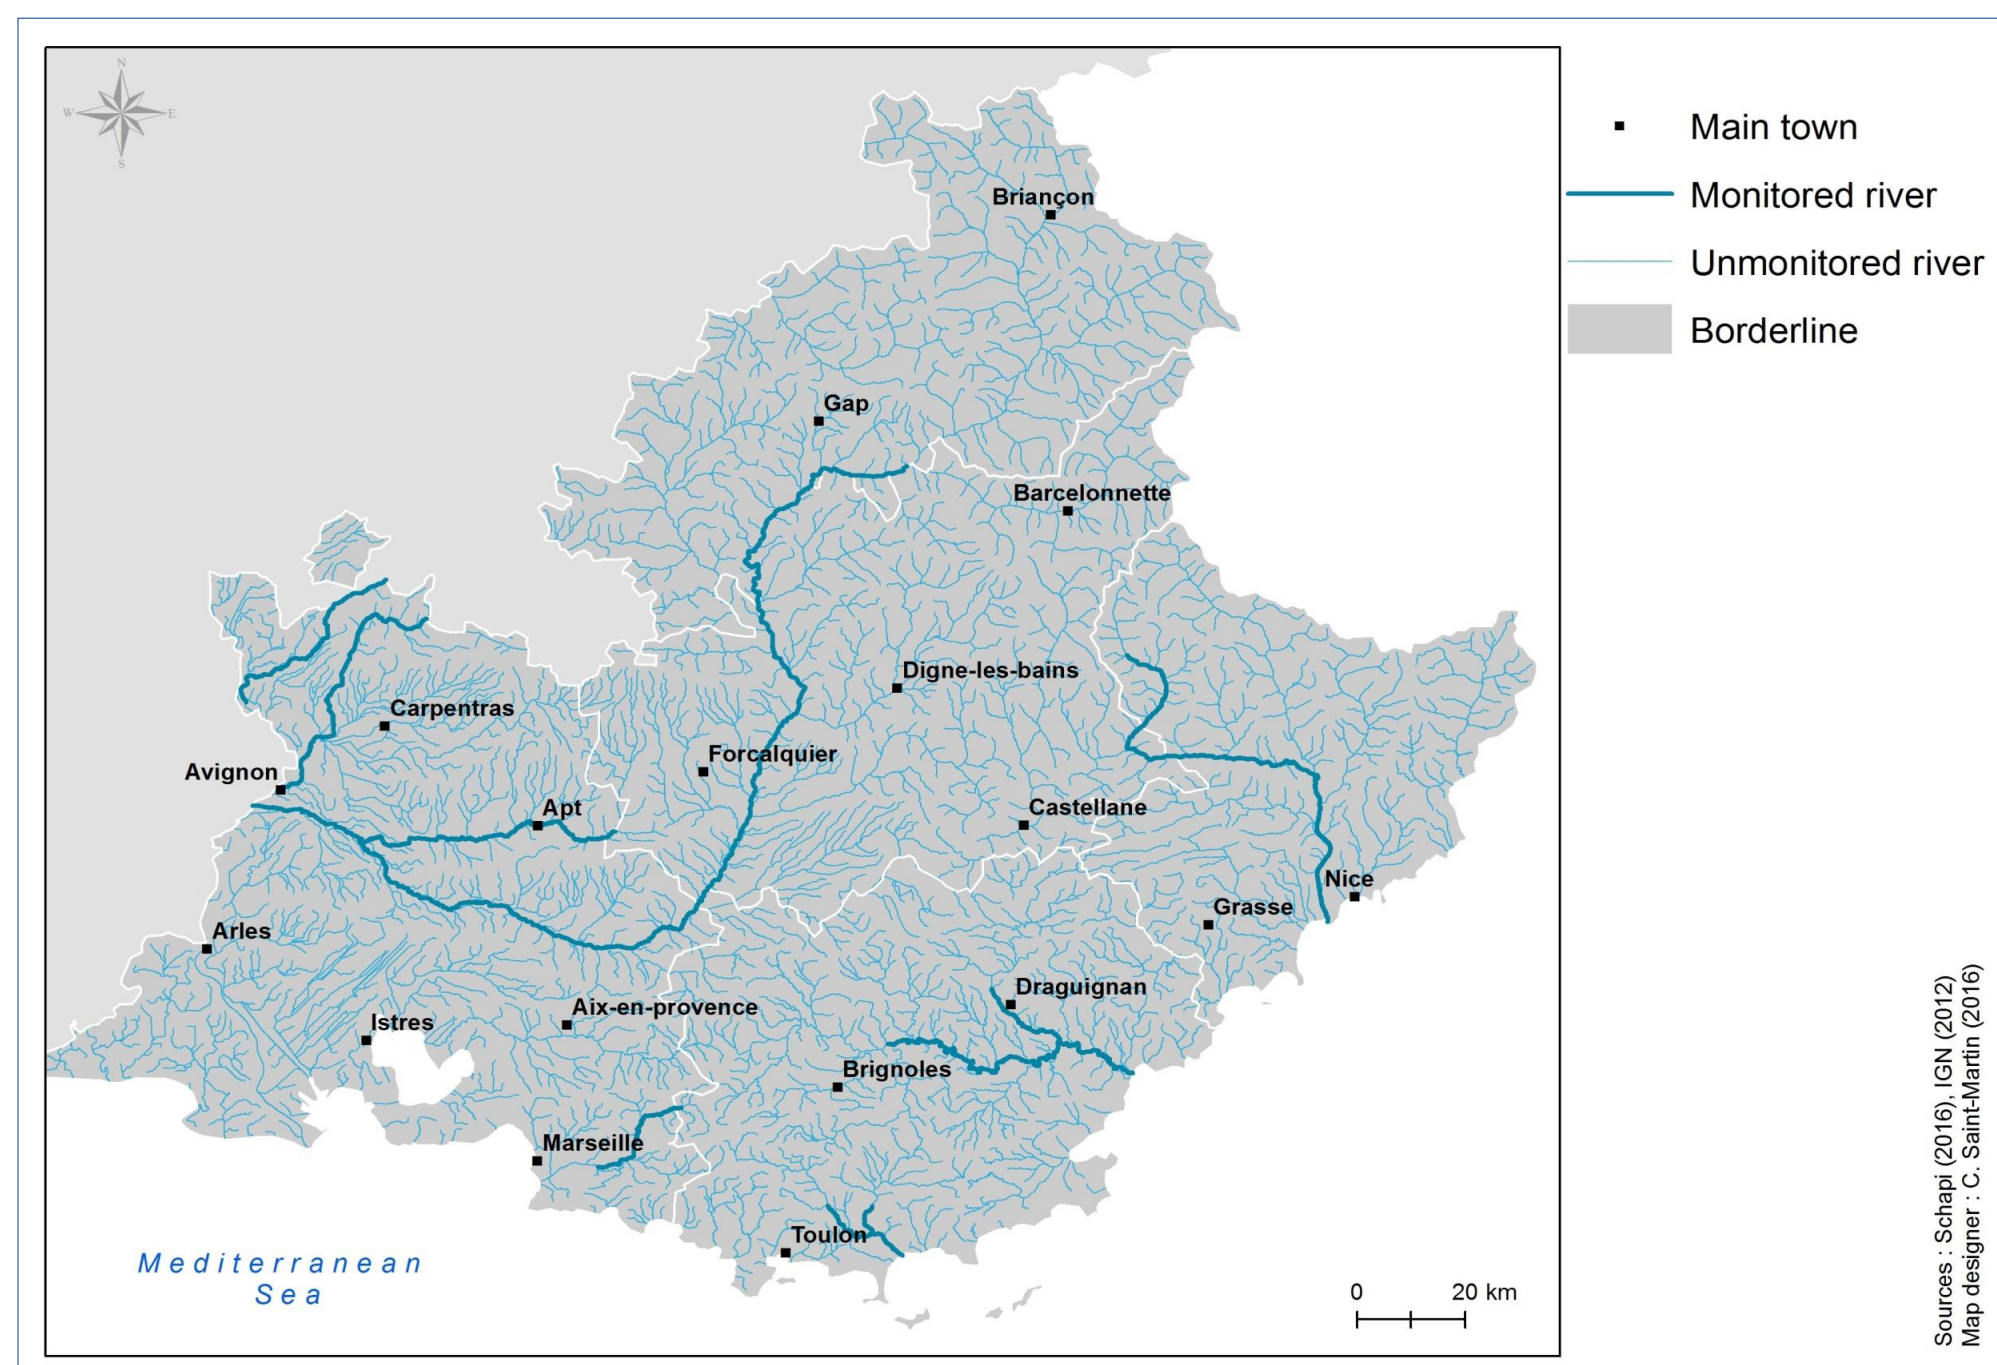 N
W
E
S
Main town
Monitored river
Unmonitored river
Borderline
Briançon
Gap
Barcelonnette
Digne-les-bains
Carpentras
Forcalquier
Avignon
Apt
Castellane
Nice
Grasse
Arles
Draguignan
Aix-en-provence
Istres
Brignoles
Marseille
Toulon
Mediterranean
Sea
0 20 km
Sources : Schapi (2016), IGN (2012)
Map designer : C. Saint-Martin (2016)